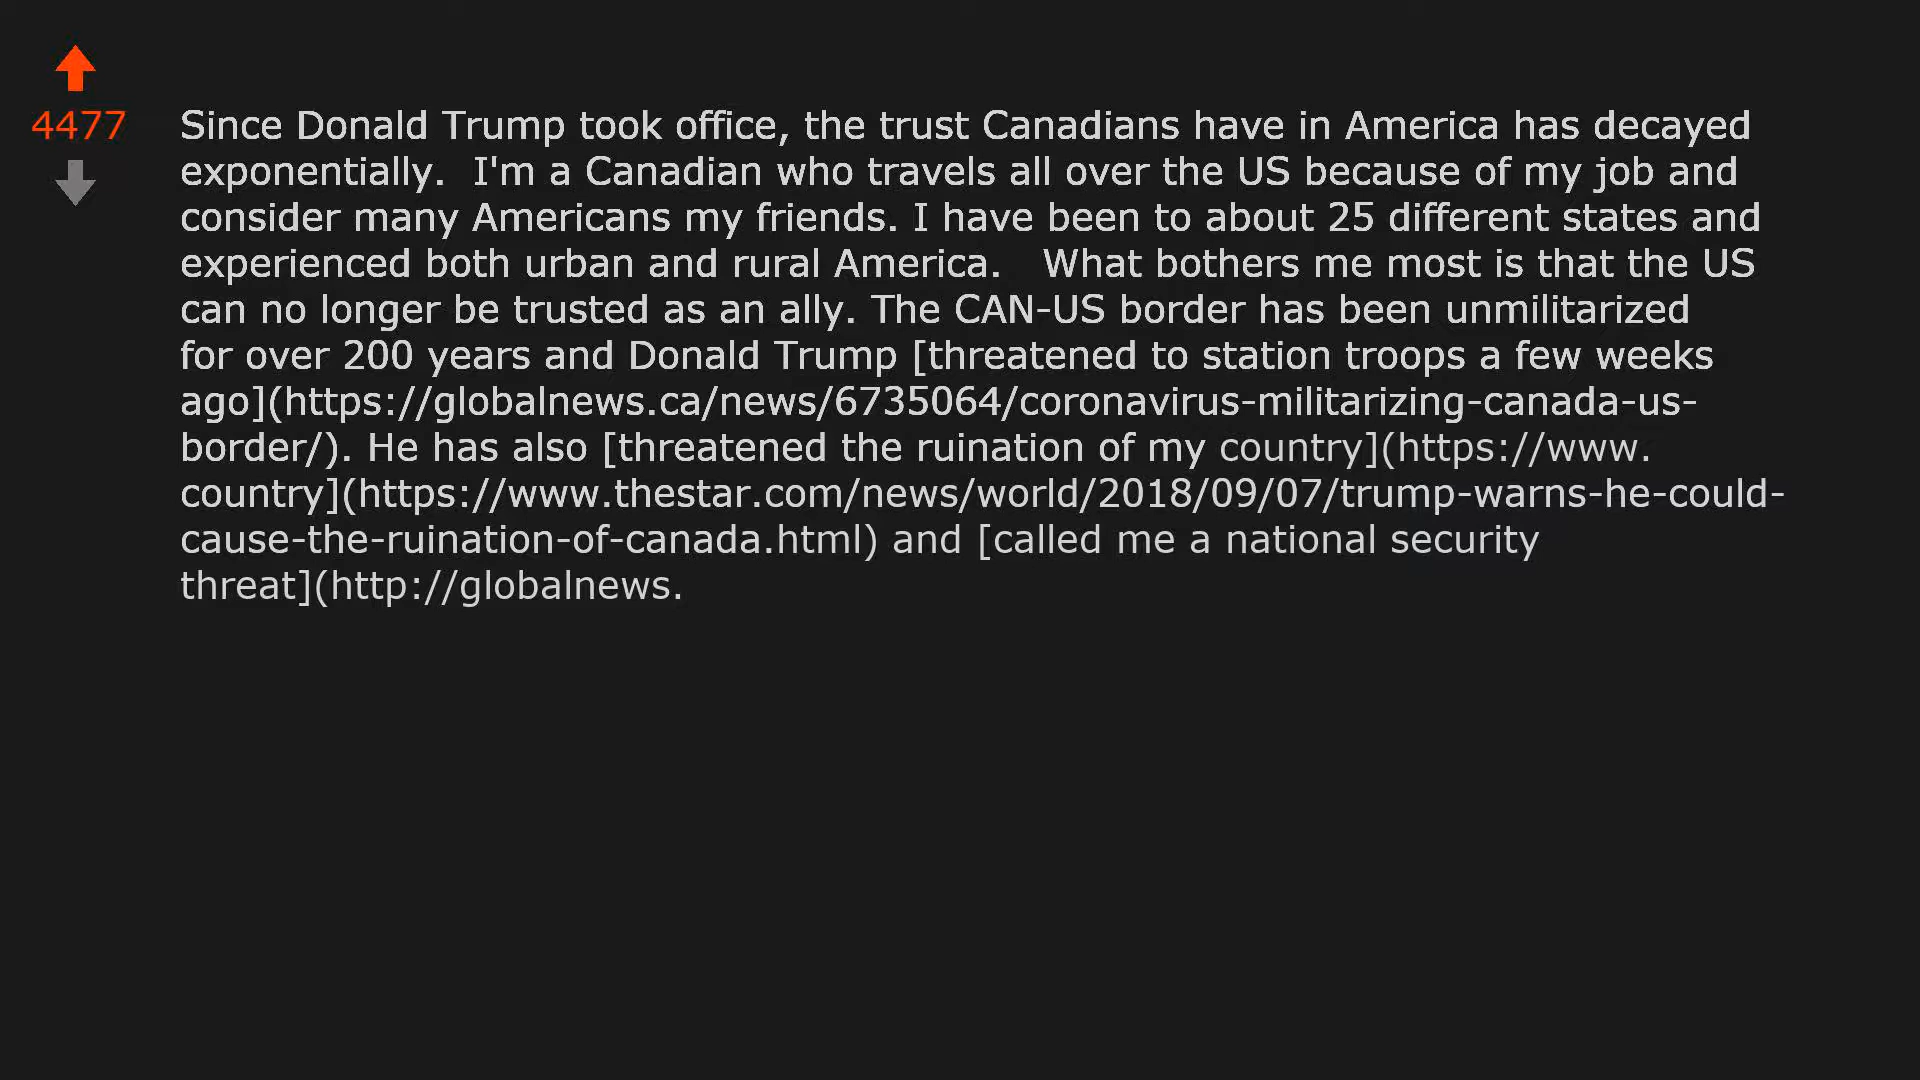 4477
Since Donald Trump took office, the trust Canadians have in America has decayed
exponentially.  I'm a Canadian who travels all over the US because of my job and
consider many Americans my friends. I have been to about 25 different states and
experienced both urban and rural America.   What bothers me most is that the US
can no longer be trusted as an ally. The CAN-US border has been unmilitarized
for over 200 years and Donald Trump [threatened to station troops a few weeks
ago](https://globalnews.ca/news/6735064/coronavirus-militarizing-canada-us-
border/). He has also [threatened the ruination of my country](https://www.
country](https://www.thestar.com/news/world/2018/09/07/trump-warns-he-could-
cause-the-ruination-of-canada.html) and [called me a national security
threat](http://globalnews.